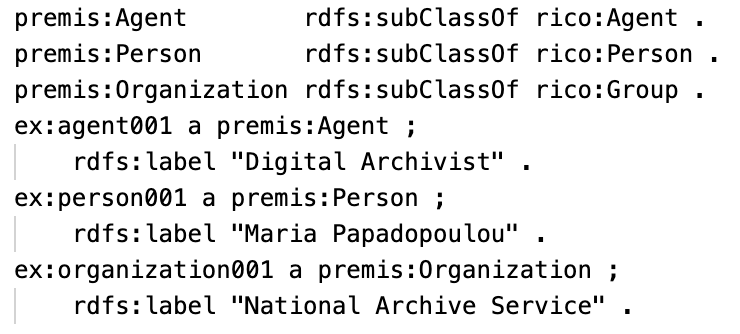 premis:Agent        rdfs:subClassOf rico:Agent .
premis:Person       rdfs:subClassOf rico:Person .
premis:Organization rdfs:subClassOf rico:Group .
ex:agent001 a premis:Agent ;
    rdfs:label "Digital Archivist" .
ex:person001 a premis:Person ;
    rdfs:label "Maria Papadopoulou" .
ex:organization001 a premis:Organization ;
    rdfs:label "National Archive Service" .